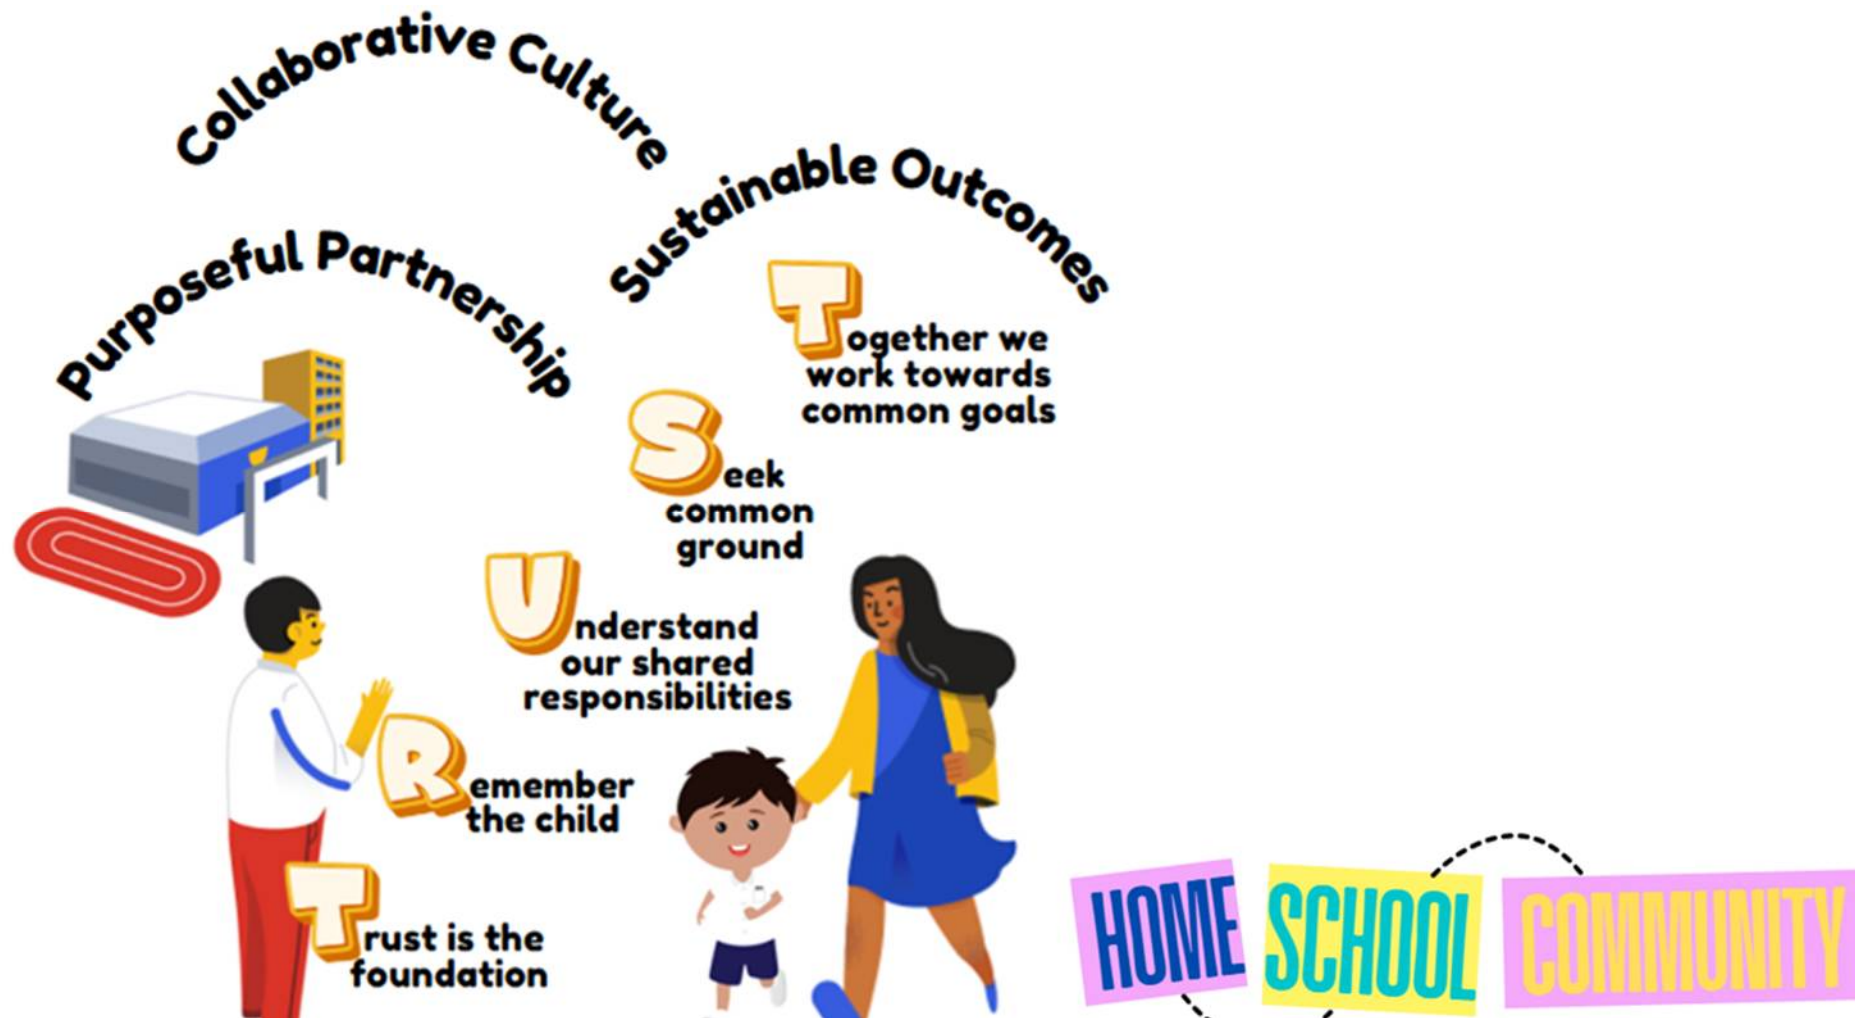 Collaborative Culture
Sustainable Outcomes
Purposeful Partnership
Together we
work towards
common goals
Seek
common
ground
Understand
our shared
responsibilities
Remember
the child
Trust is the
foundation
HOME SCHOOL COMMUNITY